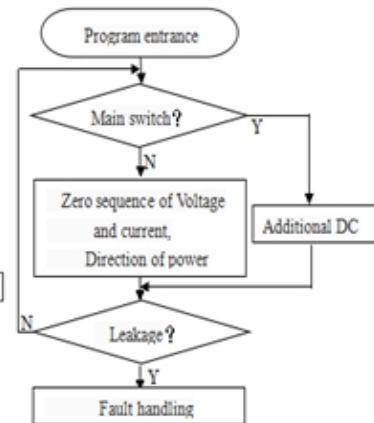 Program entrance
Main switch?
Y
N
Zero sequence of Voltage
and current,
Direction of power
Additional DC
N
Leakage?
Y
Fault handling